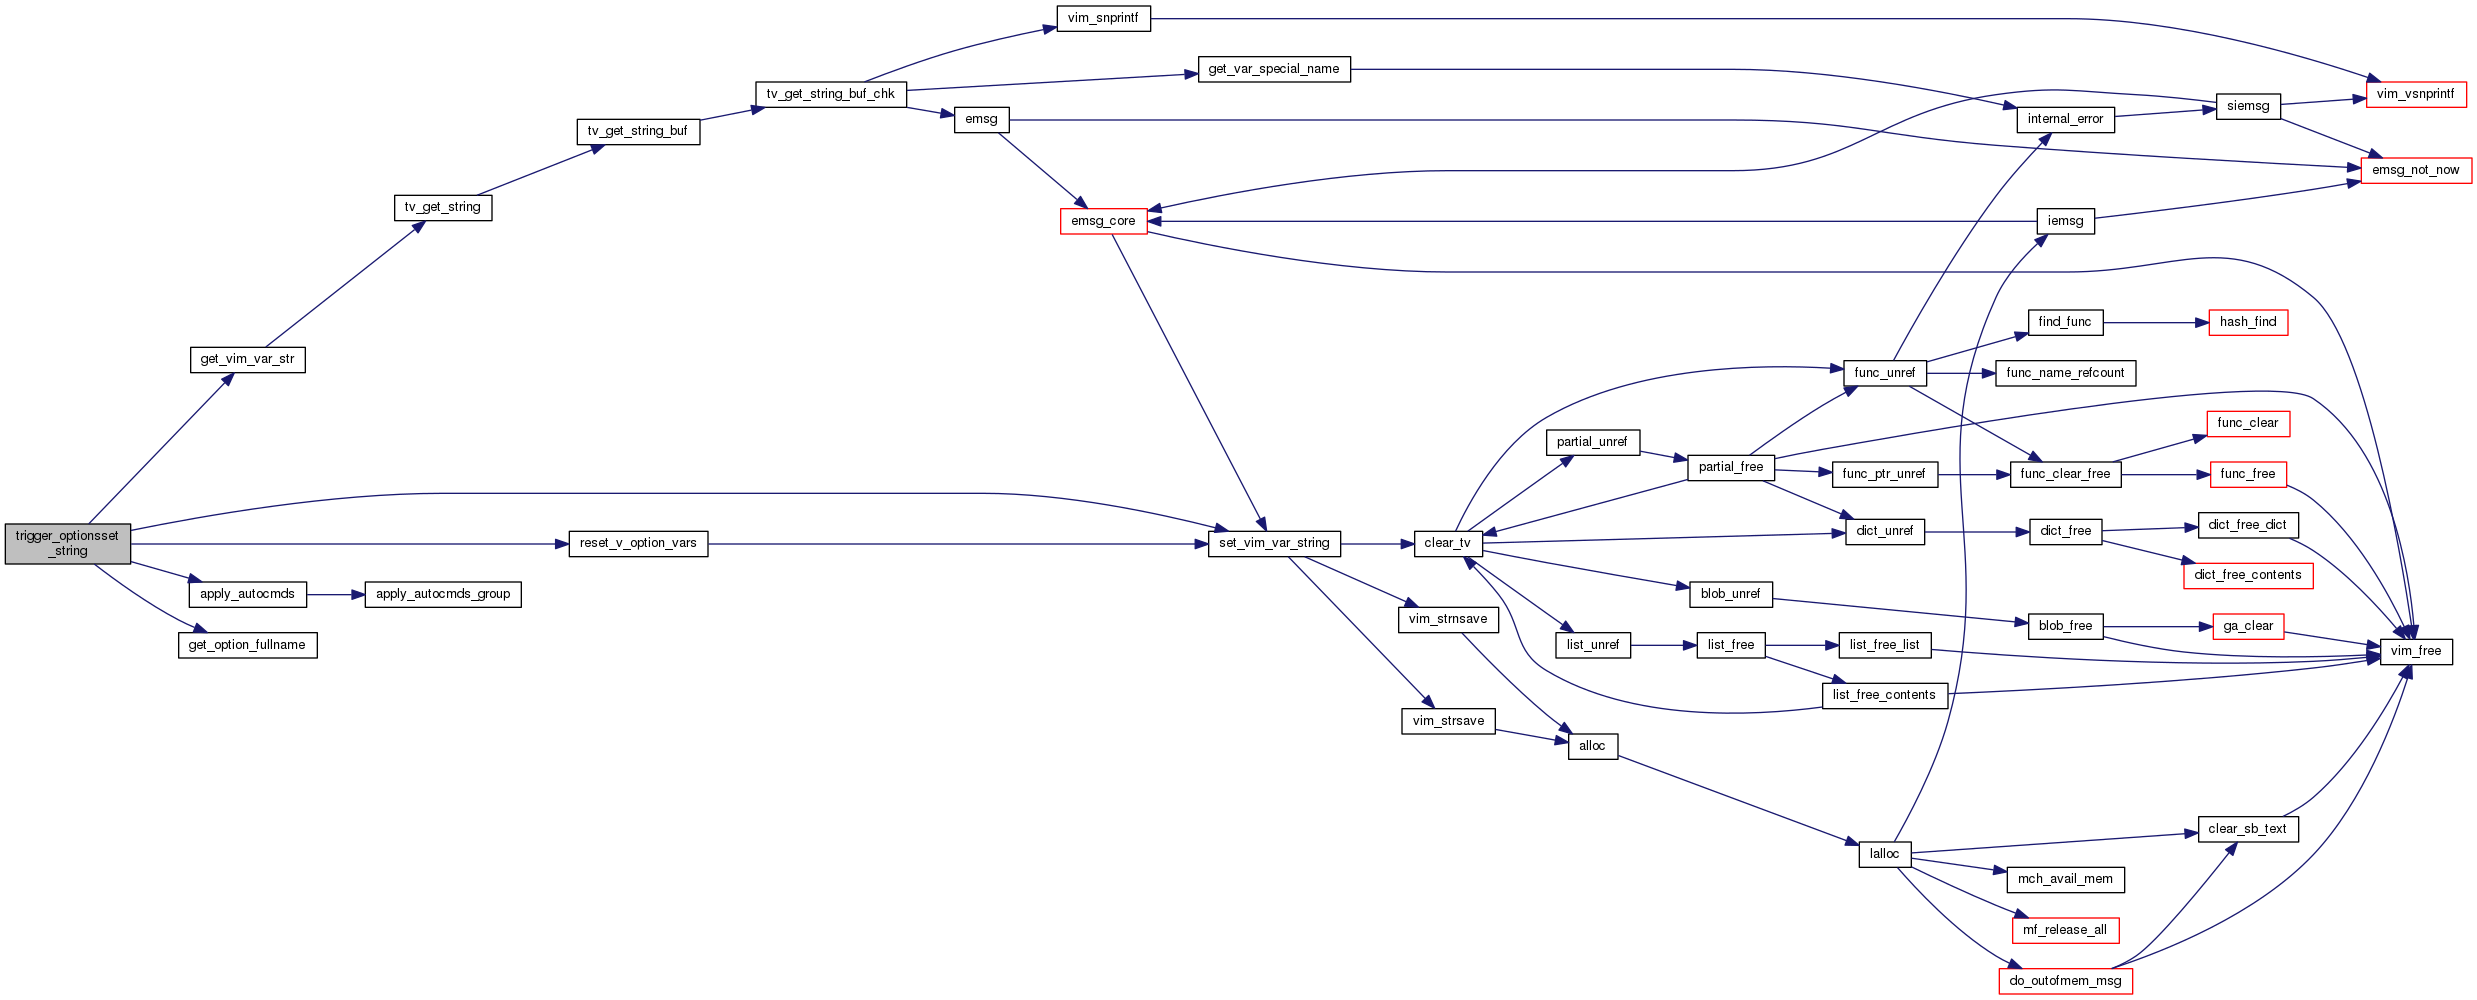 vim_snprintf
get_var_special_name
tv_get_string_buf_chk
vim_vsnprintf
siemsg
emsg
internal_error
tv_get_string_buf
emsg_not_now
tv_get_string
emsg_core
iemsg
find_func
hash_find
get_vim_var_str
func_unref
func_name_refcount
func_clear
partial_unref
partial_free
func_ptr_unref
func_clear_free
func_free
trigger_optionsset
_string
reset_v_option_vars
set_vim_var_string
clear_tv
dict_unref
dict_free
dict_free_dict
dict_free_contents
apply_autocmds
apply_autocmds_group
blob_unref
vim_strnsave
blob_free
ga_clear
get_option_fullname
list_unref
list_free
list_free_list
vim_free
list_free_contents
vim_strsave
alloc
clear_sb_text
lalloc
mch_avail_mem
mf_release_all
do_outofmem_msg